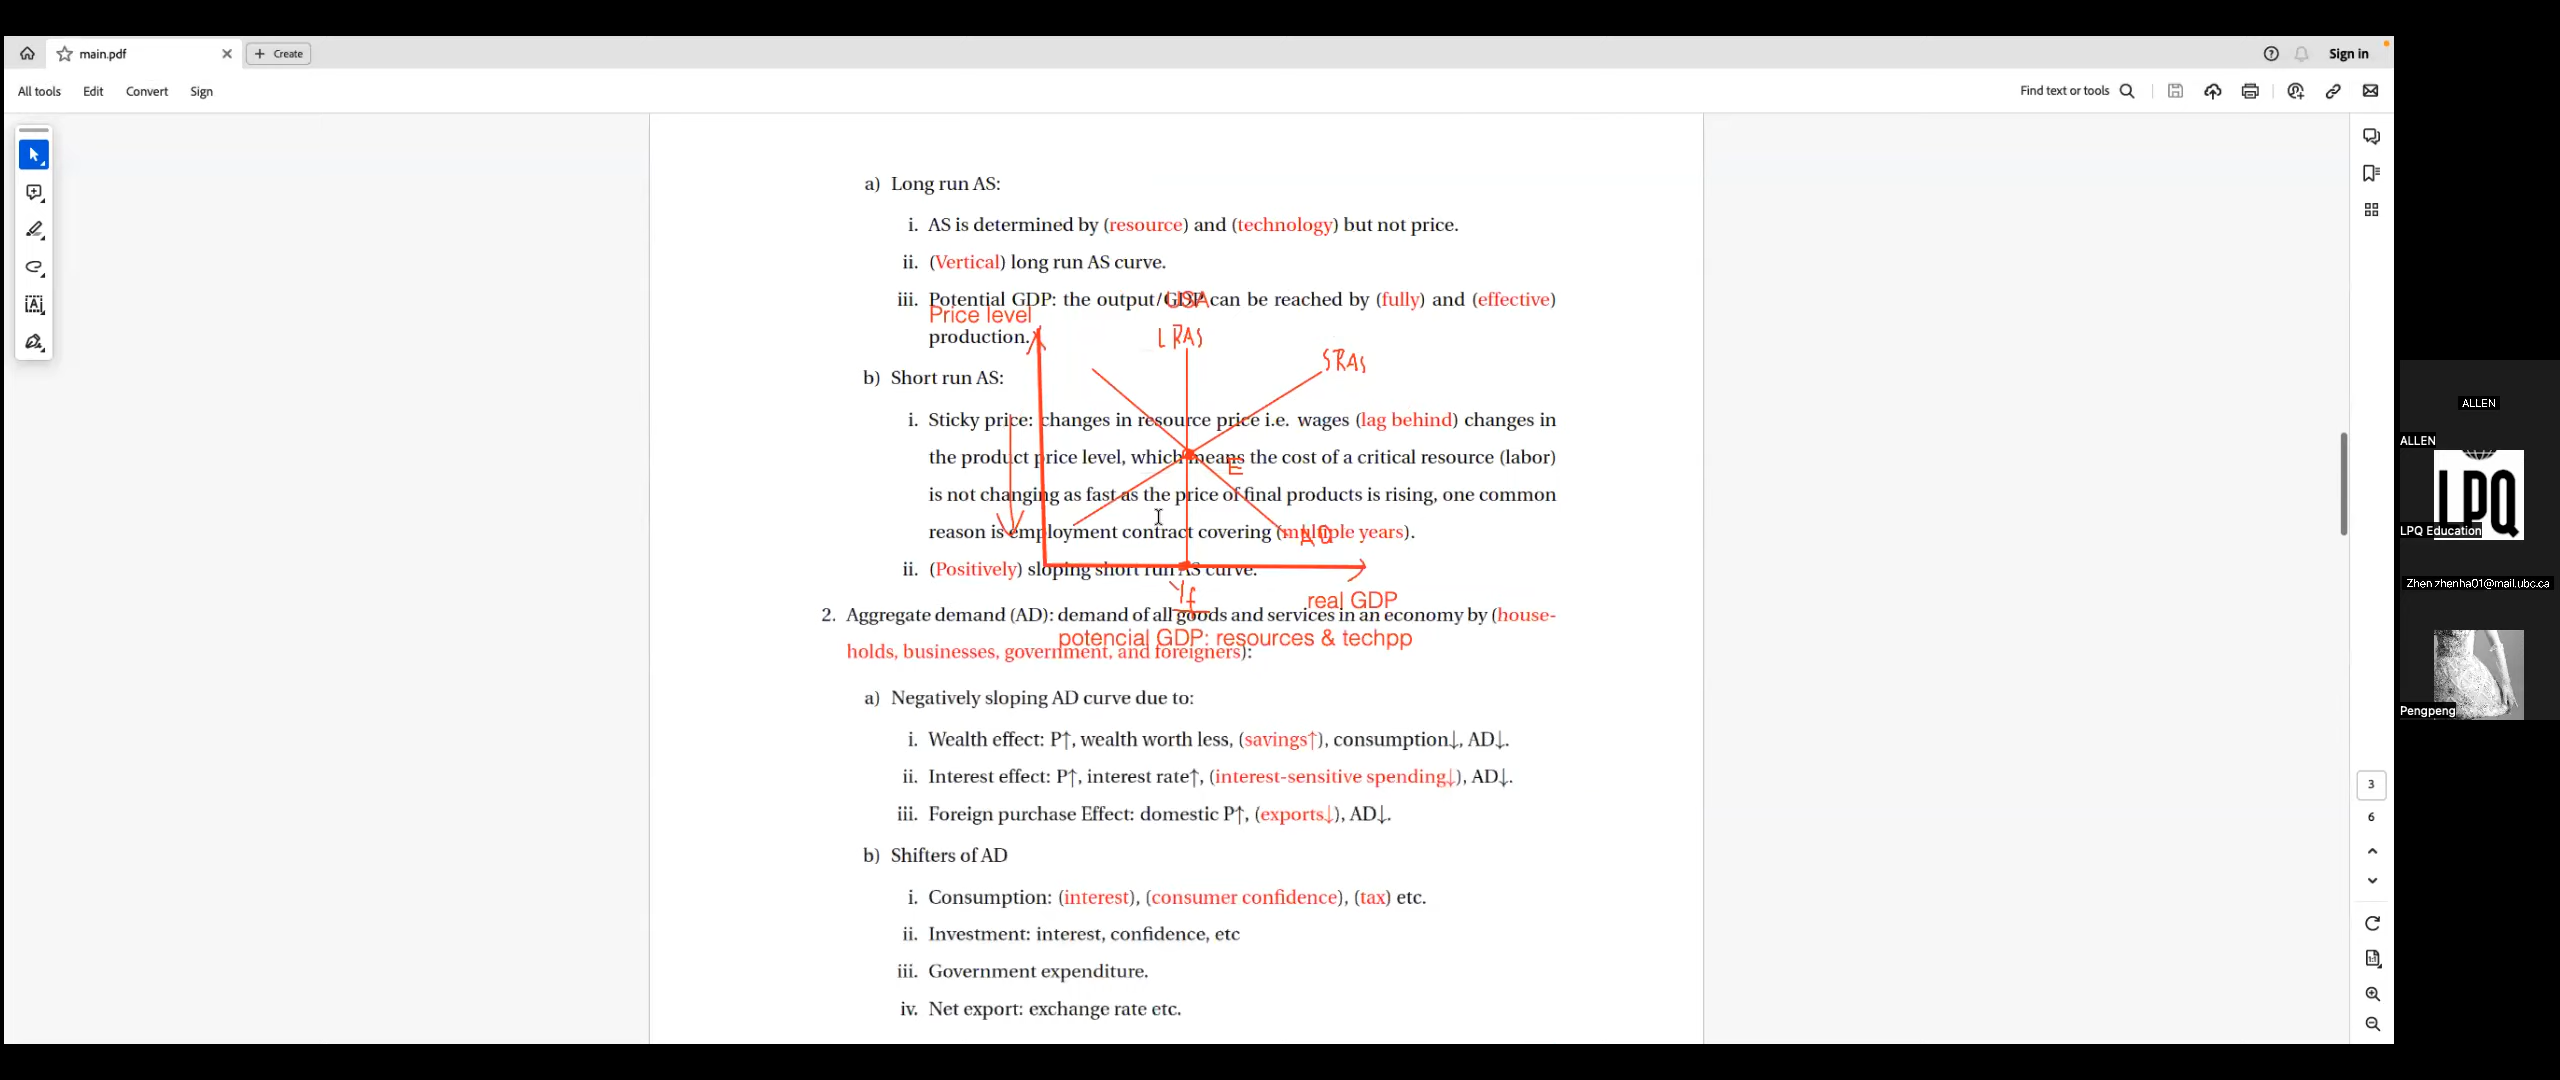 main.pdf
Create
Sign in
All tools
Edit
Convert
Sign
Find text or tools
a) Long run AS:
i. AS is determined by (resource) and (technology) but not price.
ii. (Vertical) long run AS curve.
iii. Potential GDP: the output/GDP can be reached by (fully) and (effective)
production.
USA
Price level
LRAS
SRAS
b) Short run AS:
i. Sticky price: changes in resource price i.e. wages (lag behind) changes in
the product price level, which means the cost of a critical resource (labor)
is not changing as fast as the price of final products is rising, one common
reason is employment contract covering (multiple years).
E
AD
ii. (Positively) sloping short run AS curve.
Yf
real GDP
2. Aggregate demand (AD): demand of all goods and services in an economy by (house-
holds, businesses, government, and foreigners):
potencial GDP: resources & techpp
a) Negatively sloping AD curve due to:
i. Wealth effect: P↑, wealth worth less, (savings↑), consumption↓, AD↓.
ii. Interest effect: P↑, interest rate↑, (interest-sensitive spending↓), AD↓.
iii. Foreign purchase Effect: domestic P↑, (exports↓), AD↓.
b) Shifters of AD
i. Consumption: (interest), (consumer confidence), (tax) etc.
ii. Investment: interest, confidence, etc
iii. Government expenditure.
iv. Net export: exchange rate etc.
3
6
ALLEN
ALLEN
LPQ
LPQ Education
Zhen zhenha01@mail.ubc.ca
Pengpeng